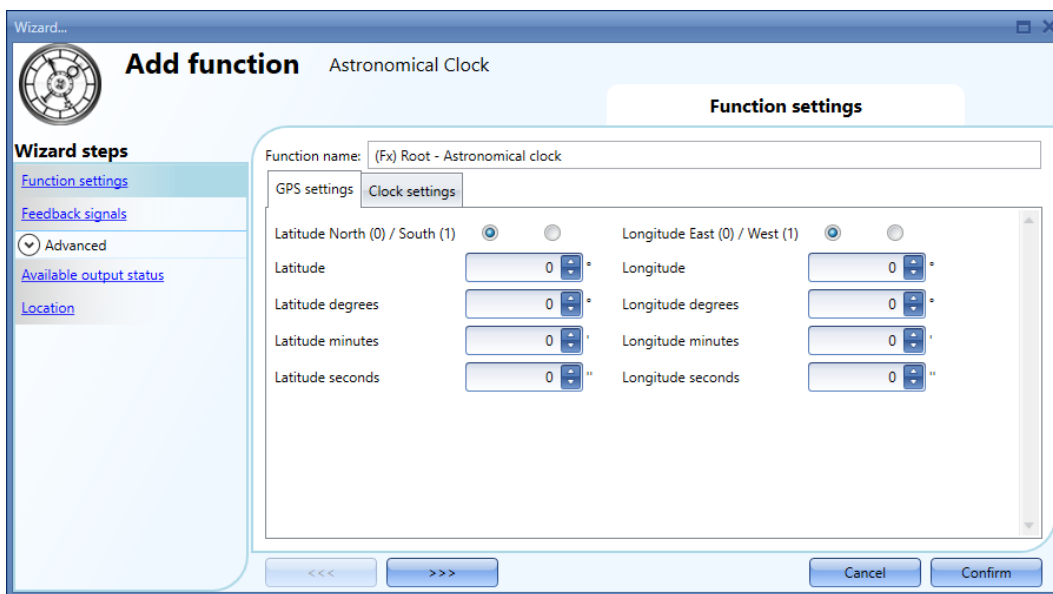 Wizard...
Add function Astronomical Clock
Function settings
Wizard steps
Function settings
Feedback signals
Advanced
Available output status
Location
Function name: (Fx) Root - Astronomical clock
GPS settings Clock settings
Latitude North (0) / South (1) Longitude East (0) / West (1)
Latitude 0 ° Longitude 0 °
Latitude degrees 0 ° Longitude degrees 0 °
Latitude minutes 0 ' Longitude minutes 0 '
Latitude seconds 0 " Longitude seconds 0 "
<<< >>> Cancel Confirm